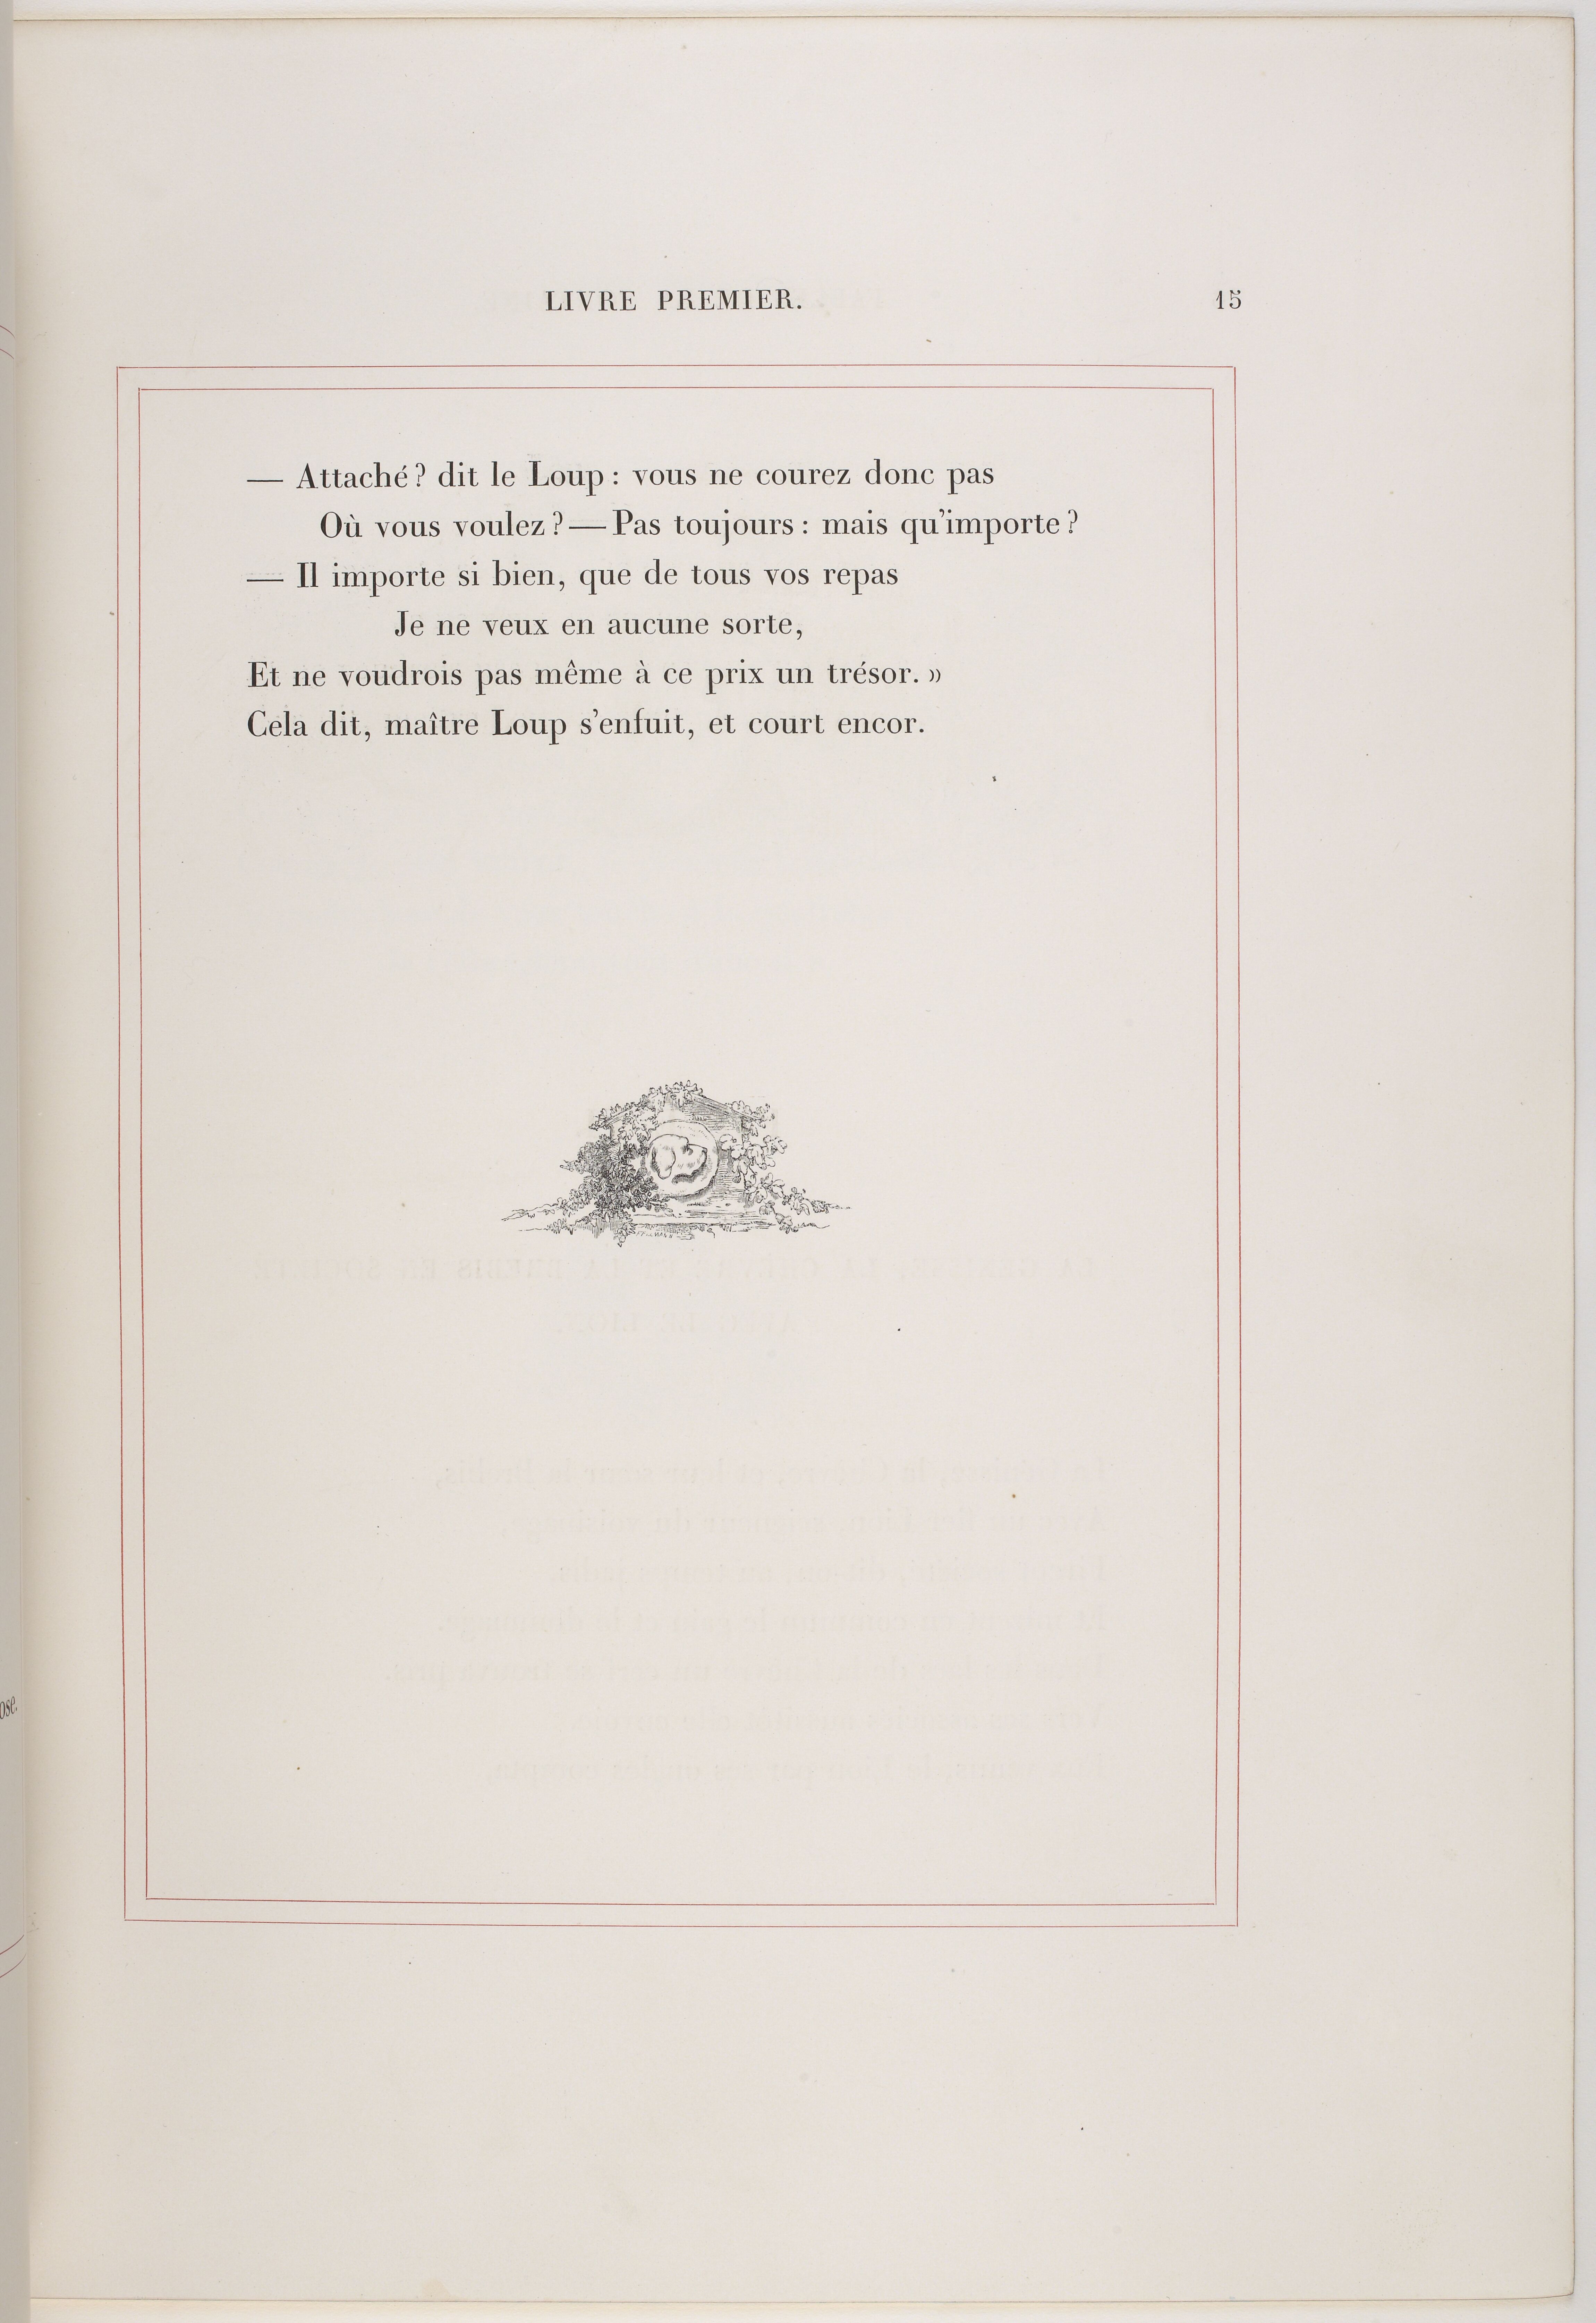 LIVRE PREMIER. 15
— Attaché? dit le Loup : vous ne courez donc pas
Où vous voulez? — Pas toujours : mais qu'importe?
— Il importe si bien, que de tous vos repas
Je ne veux en aucune sorte,
Et ne voudrois pas même à ce prix un trésor. »
Cela dit, maître Loup s'enfuit, et court encor.